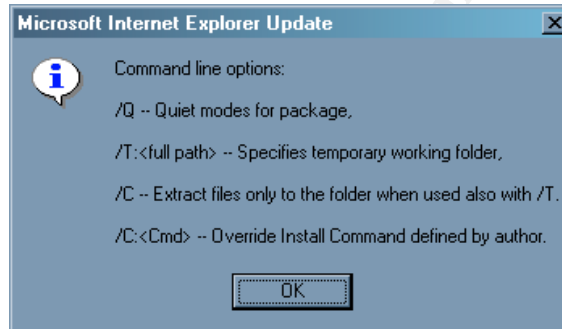 Microsoft Internet Explorer Update
Command line options:
/Q -- Quiet modes for package,
/T:<full path> -- Specifies temporary working folder,
/C -- Extract files only to the folder when used also with /T.
/C:<Cmd> -- Override Install Command defined by author.
OK